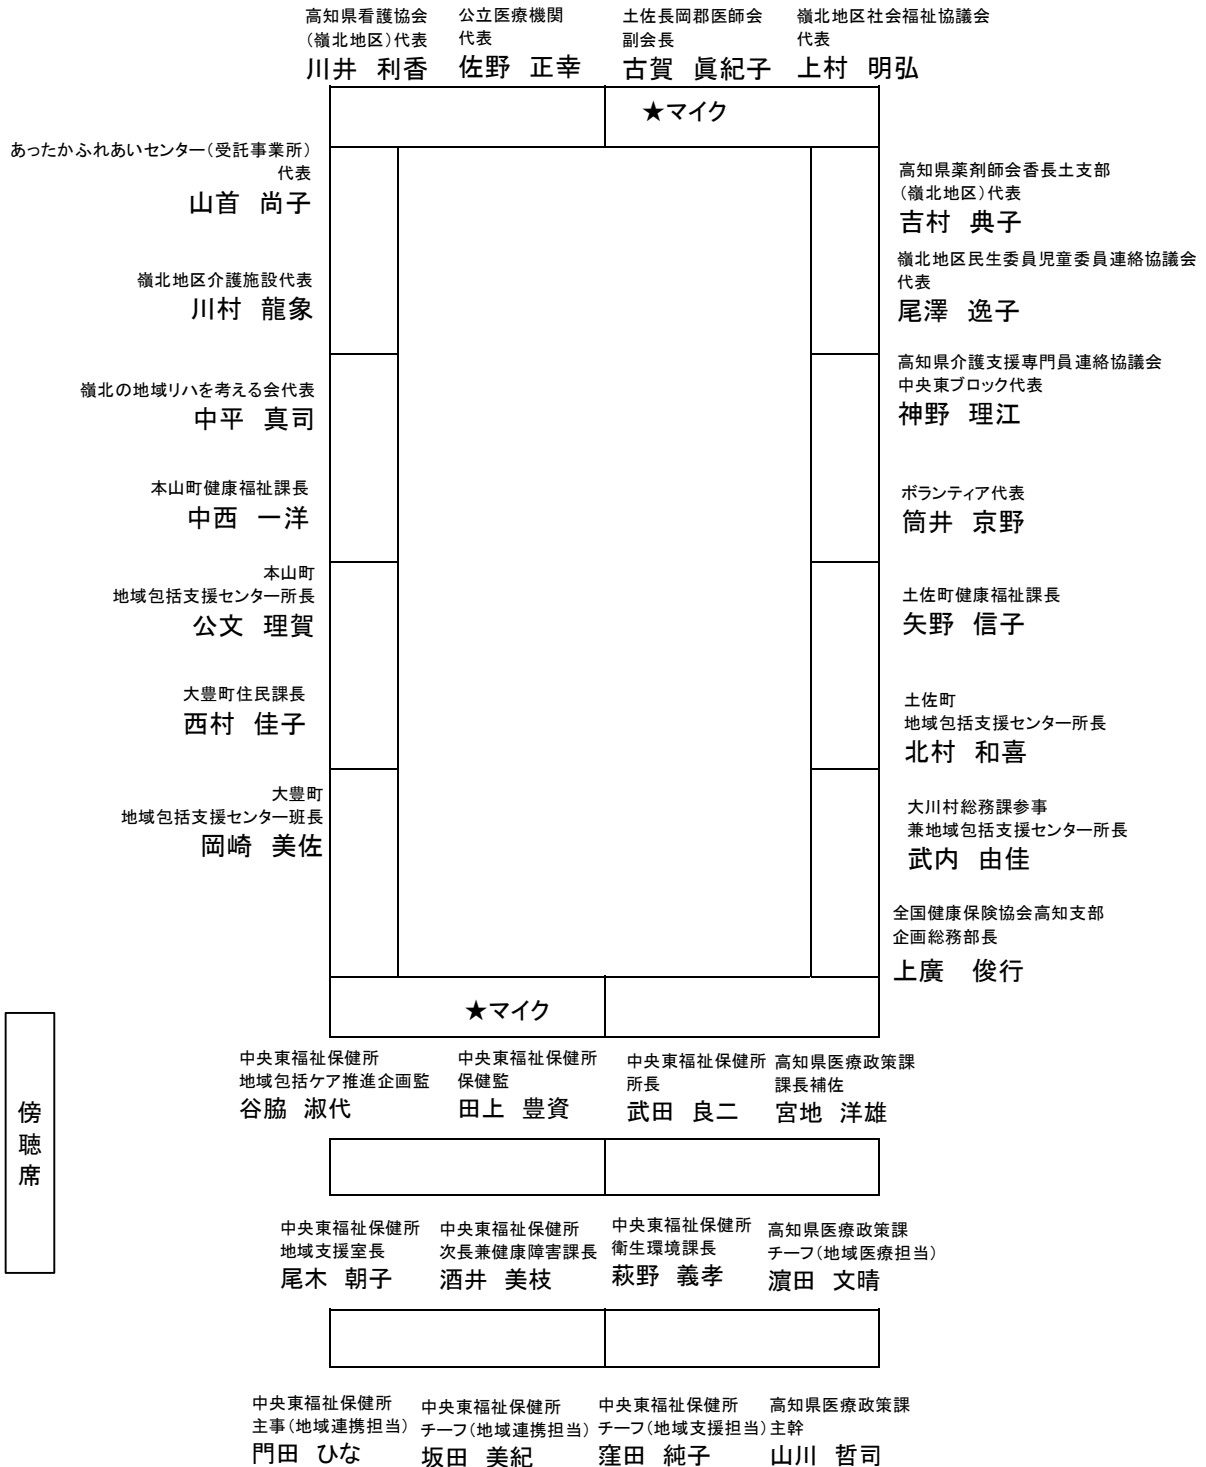 高知県看護協会
（嶺北地区）代表
川井　利香
公立医療機関
代表
佐野　正幸
土佐長岡郡医師会
副会長
古賀　眞紀子
嶺北地区社会福祉協議会
代表
上村　明弘
★マイク
あったかふれあいセンター（受託事業所）
代表
山首　尚子
嶺北地区介護施設代表
川村　龍象
嶺北の地域リハを考える会代表
中平　真司
本山町健康福祉課長
中西　一洋
本山町
地域包括支援センター所長
公文　理賀
大豊町住民課長
西村　佳子
大豊町
地域包括支援センター班長
岡崎　美佐
高知県薬剤師会香長土支部
（嶺北地区）代表
吉村　典子
嶺北地区民生委員児童委員連絡協議会
代表
尾澤　逸子
高知県介護支援専門員連絡協議会
中央東ブロック代表
神野　理江
ボランティア代表
筒井　京野
土佐町健康福祉課長
矢野　信子
土佐町
地域包括支援センター所長
北村　和喜
大川村総務課参事
兼地域包括支援センター所長
武内　由佳
全国健康保険協会高知支部
企画総務部長
上廣　俊行
★マイク
傍聴席
中央東福祉保健所
地域包括ケア推進企画監
谷脇　淑代
中央東福祉保健所
保健監
田上　豊資
中央東福祉保健所
所長
武田　良二
高知県医療政策課
課長補佐
宮地　洋雄
中央東福祉保健所
地域支援室長
尾木　朝子
中央東福祉保健所
次長兼健康障害課長
酒井　美枝
中央東福祉保健所
衛生環境課長
萩野　義孝
高知県医療政策課
チーフ（地域医療担当）
濵田　文晴
中央東福祉保健所
主事（地域連携担当）
門田　ひな
中央東福祉保健所
チーフ（地域連携担当）
坂田　美紀
中央東福祉保健所
チーフ（地域支援担当）
窪田　純子
高知県医療政策課
主幹
山川　哲司